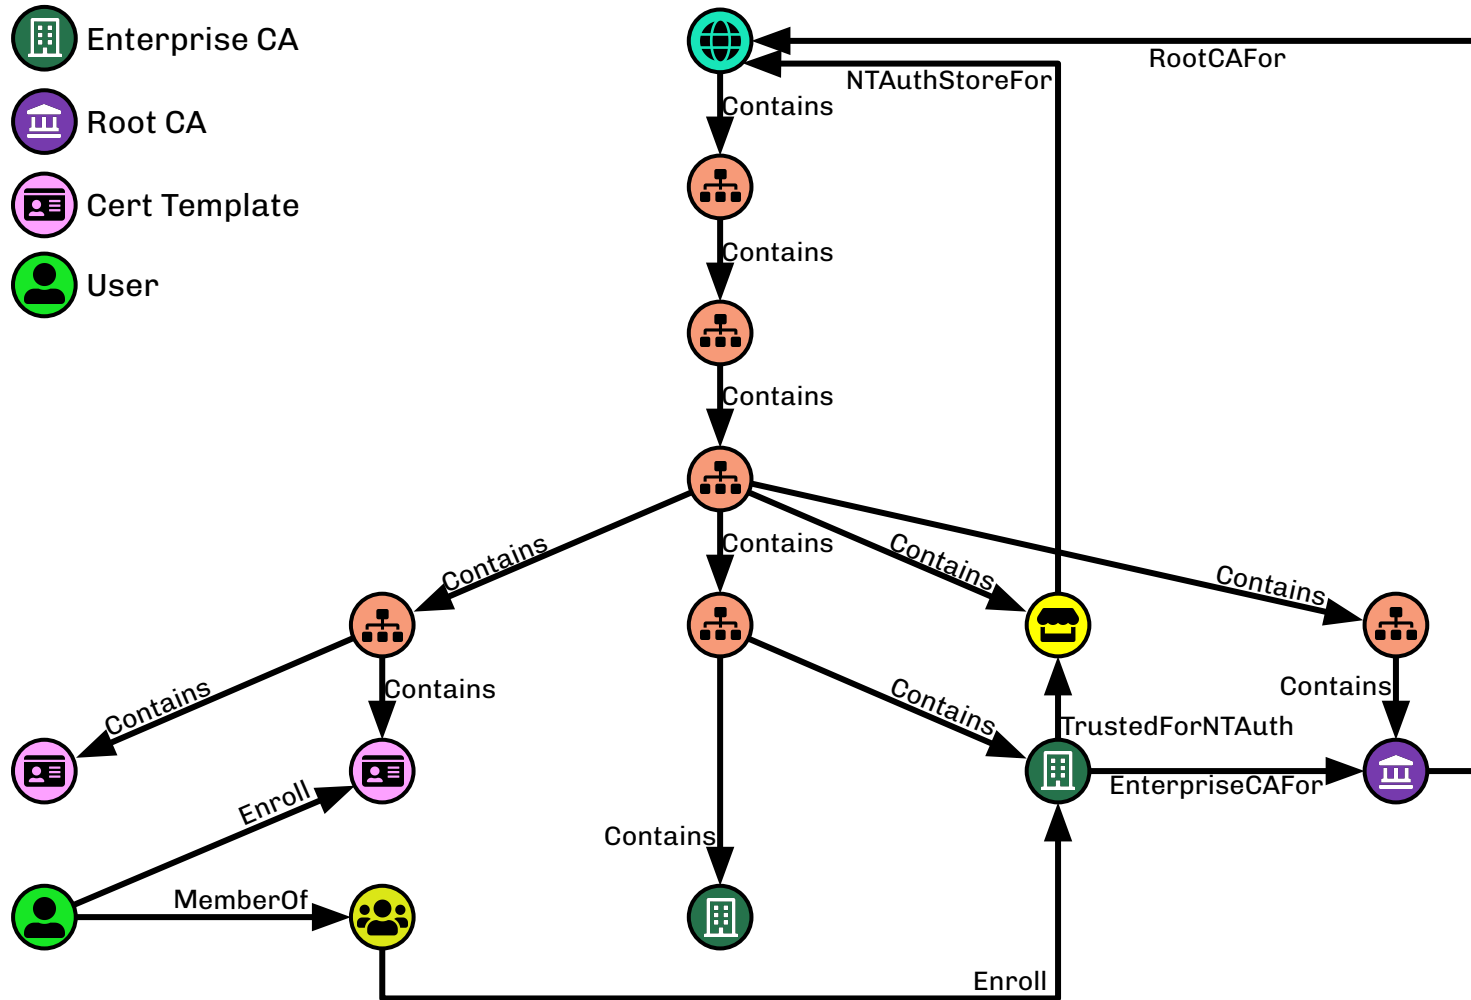 Enterprise CA
Root CA
Cert Template
User
RootCAFor
NTAuthStoreFor
Contains
Contains
Contains
Contains
Contains
Contains
Contains
Contains
Contains
Contains
Contains
TrustedForNTAuth
EnterpriseCAFor
Enroll
Contains
MemberOf
Enroll